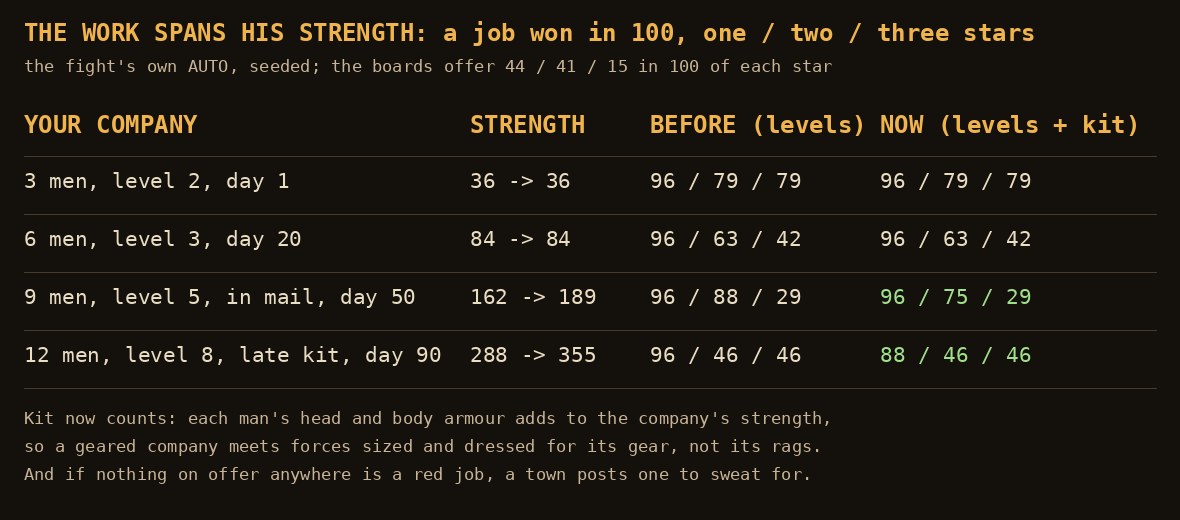 THE WORK SPANS HIS STRENGTH: a job won in 100, one / two / three stars
the fight's own AUTO, seeded; the boards offer 44 / 41 / 15 in 100 of each star
YOUR COMPANY STRENGTH BEFORE (levels) NOW (levels + kit)
3 men, level 2, day 1 36 -> 36 96 / 79 / 79 96 / 79 / 79
6 men, level 3, day 20 84 -> 84 96 / 63 / 42 96 / 63 / 42
9 men, level 5, in mail, day 50 162 -> 189 96 / 88 / 29 96 / 75 / 29
12 men, level 8, late kit, day 90 288 -> 355 96 / 46 / 46 88 / 46 / 46
Kit now counts: each man's head and body armour adds to the company's strength,
so a geared company meets forces sized and dressed for its gear, not its rags.
And if nothing on offer anywhere is a red job, a town posts one to sweat for.